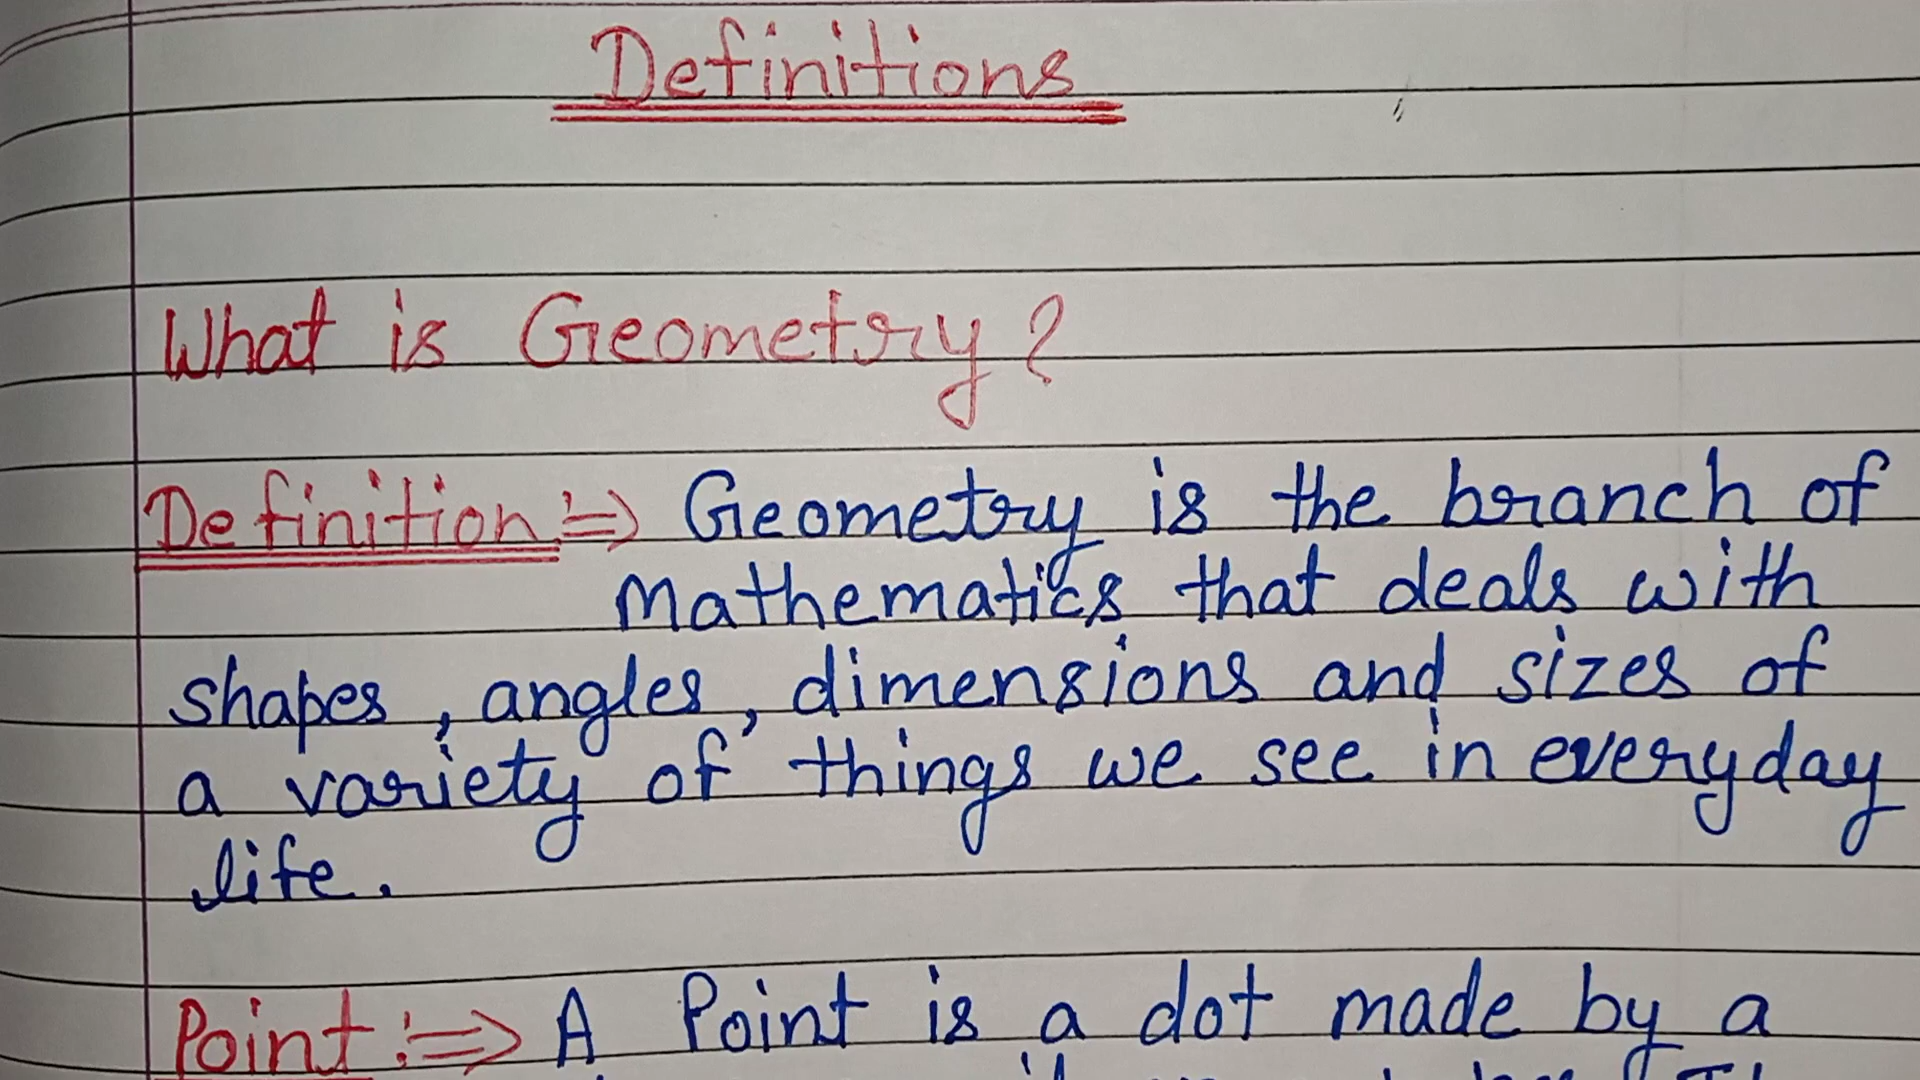 Definitions
What is Geometry?
Definition :⇒ Geometry is the branch of
Mathematics that deals with
shapes, angles, dimensions and sizes of
a variety of things we see in everyday
life.
Point :⇒ A Point is a dot made by a